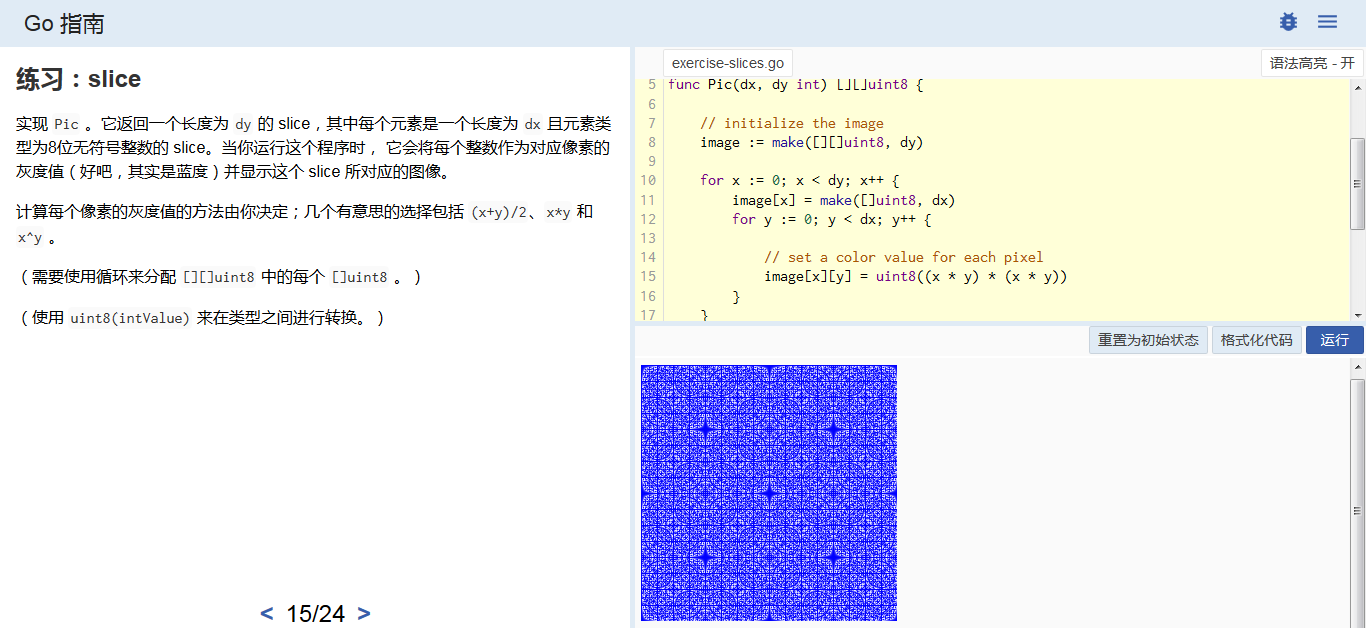 Go 指南
练习：slice
实现 Pic 。它返回一个长度为 dy 的 slice，其中每个元素是一个长度为 dx 且元素类
型为8位无符号整数的 slice。当你运行这个程序时， 它会将每个整数作为对应像素的
灰度值（好吧，其实是蓝度）并显示这个 slice 所对应的图像。
计算每个像素的灰度值的方法由你决定；几个有意思的选择包括 (x+y)/2、x*y 和
x^y 。
（需要使用循环来分配 [][]uint8 中的每个 []uint8 。）
（使用 uint8(intValue) 来在类型之间进行转换。）
< 15/24 >
exercise-slices.go
语法高亮 - 开
5 func Pic(dx, dy int) [][]uint8 {
6
7 // initialize the image
8 image := make([][]uint8, dy)
9
10 for x := 0; x < dy; x++ {
11 image[x] = make([]uint8, dx)
12 for y := 0; y < dx; y++ {
13
14 // set a color value for each pixel
15 image[x][y] = uint8((x * y) * (x * y))
16 }
17 }
重置为初始状态
格式化代码
运行